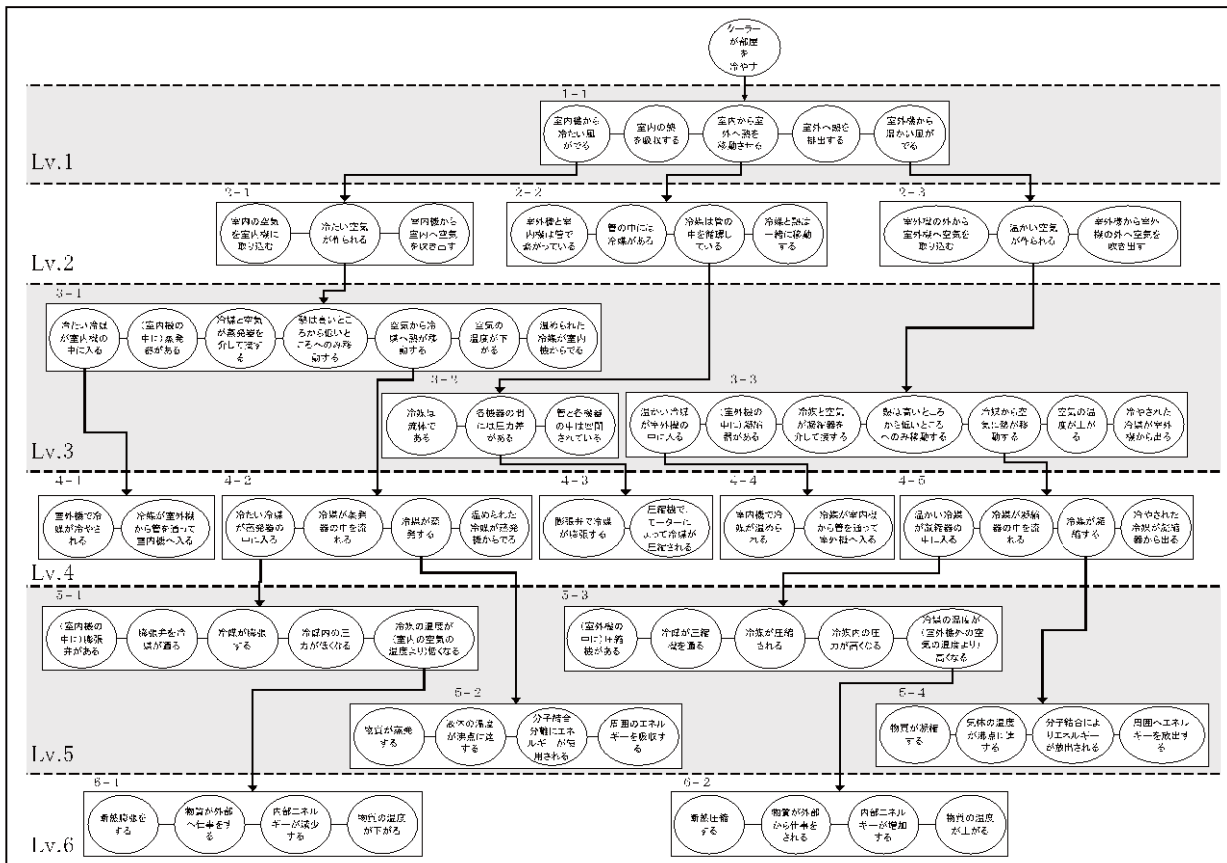 クーラー
が部屋
を
冷やす
1-1
室内機から
冷たい風
がでる
室内の熱
を吸収する
室内から室
外へ熱を
移動させる
室外へ熱を
排出する
室外機から
温かい風が
でる
Lv.1
2-1
室内の空気
を室内機に
取り込む
冷たい空気
が作られる
室内機から
室内へ空気
を吹き出す
2-2
室外機と室
内機は管で
繋がっている
管の中には
冷媒がある
冷媒は管の
中を循環し
ている
冷媒と熱は
一緒に移動
する
2-3
室外機の外から
室外機へ空気を
取り込む
温かい空気
が作られる
室外機から室外
機の外へ空気を
吹き出す
Lv.2
3-1
冷たい冷媒
が室内機の
中に入る
(室内機の
中に)蒸発
器がある
冷媒と空気
が蒸発器を
介して接する
熱は高いとこ
ろから低いと
ころへのみ移
動する
空気から冷
媒へ熱が移
動する
空気の
温度が下
がる
温められた
冷媒が室内
機からでる
3-2
冷媒は
流体で
ある
各機器の間
には圧力差
がある
管と各機器
の中は密閉
されている
3-3
温かい冷媒
が室外機の
中に入る
(室外機の
中に)凝縮
器がある
冷媒と空気
が凝縮器を
介して接する
熱は高いところ
から低いところ
へのみ移動する
冷媒から空
気に熱が移
動する
空気の温
度が上が
る
冷やされた
冷媒が室外
機から出る
Lv.3
4-1
室外機で冷
媒が冷やさ
れる
冷媒が室外機
から管を通って
室内機へ入る
4-2
冷たい冷媒
が蒸発器の
中に入る
冷媒が蒸発
器の中を流
れる
冷媒が蒸
発する
温められた
冷媒が蒸発
機からでる
4-3
膨張弁で冷媒
が膨張する
圧縮機で、
モーターに
よって冷媒が
圧縮される
4-4
室内機で冷
媒が温めら
れる
冷媒が室内機
から管を通って
室外機へ入る
4-5
温かい冷媒
が凝縮器の
中に入る
冷媒が凝縮
器の中を流
れる
冷媒が凝
縮する
冷やされた
冷媒が凝縮
器から出る
Lv.4
5-1
(室内機の
中に)膨張
弁がある
膨張弁を冷
媒が通る
冷媒が膨張
する
冷媒内の圧
力が低くなる
冷媒の温度が
(室内の空気の
温度より)低くなる
5-3
(室外機の
中に)圧縮
機がある
冷媒が圧縮
機を通る
冷媒が圧縮
される
冷媒内の圧
力が高くなる
冷媒の温度が
(室外機外の空
気の温度より)
高くなる
5-2
物質が蒸発
する
液体の温度
が沸点に達
する
分子結合
分離にエネ
ルギーが使
用される
周囲のエネル
ギーを吸収す
る
5-4
物質が凝縮
する
気体の温度
が沸点に達
する
分子結合によ
りエネルギー
が放出される
周囲へエネル
ギーを放出す
る
Lv.5
6-1
断熱膨張を
する
物質が外部
へ仕事をす
る
内部エネル
ギーが減少
する
物質の温度
が下がる
6-2
断熱圧縮
する
物質が外部
から仕事を
される
内部エネル
ギーが増加
する
物質の温度
が上がる
Lv.6